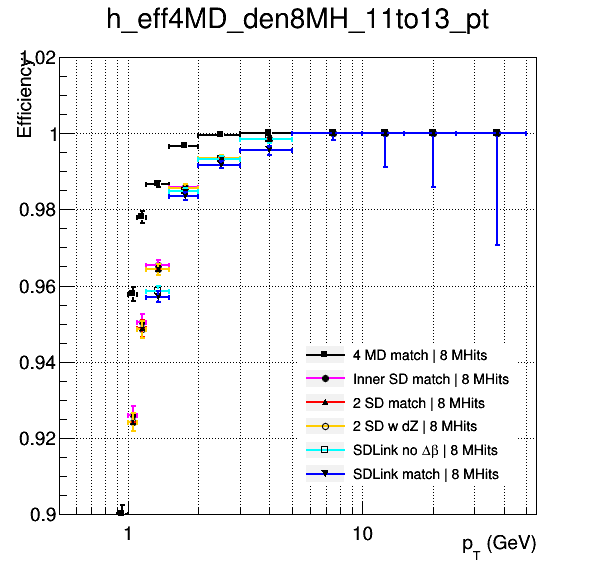 h_eff4MD_den8MH_11to13_pt
Efficiency
1.02
1
0.98
0.96
0.94
0.92
0.9
4 MD match | 8 MHits
Inner SD match | 8 MHits
2 SD match | 8 MHits
2 SD w dZ | 8 MHits
SDLink no Δβ | 8 MHits
SDLink match | 8 MHits
1
10
p_T (GeV)